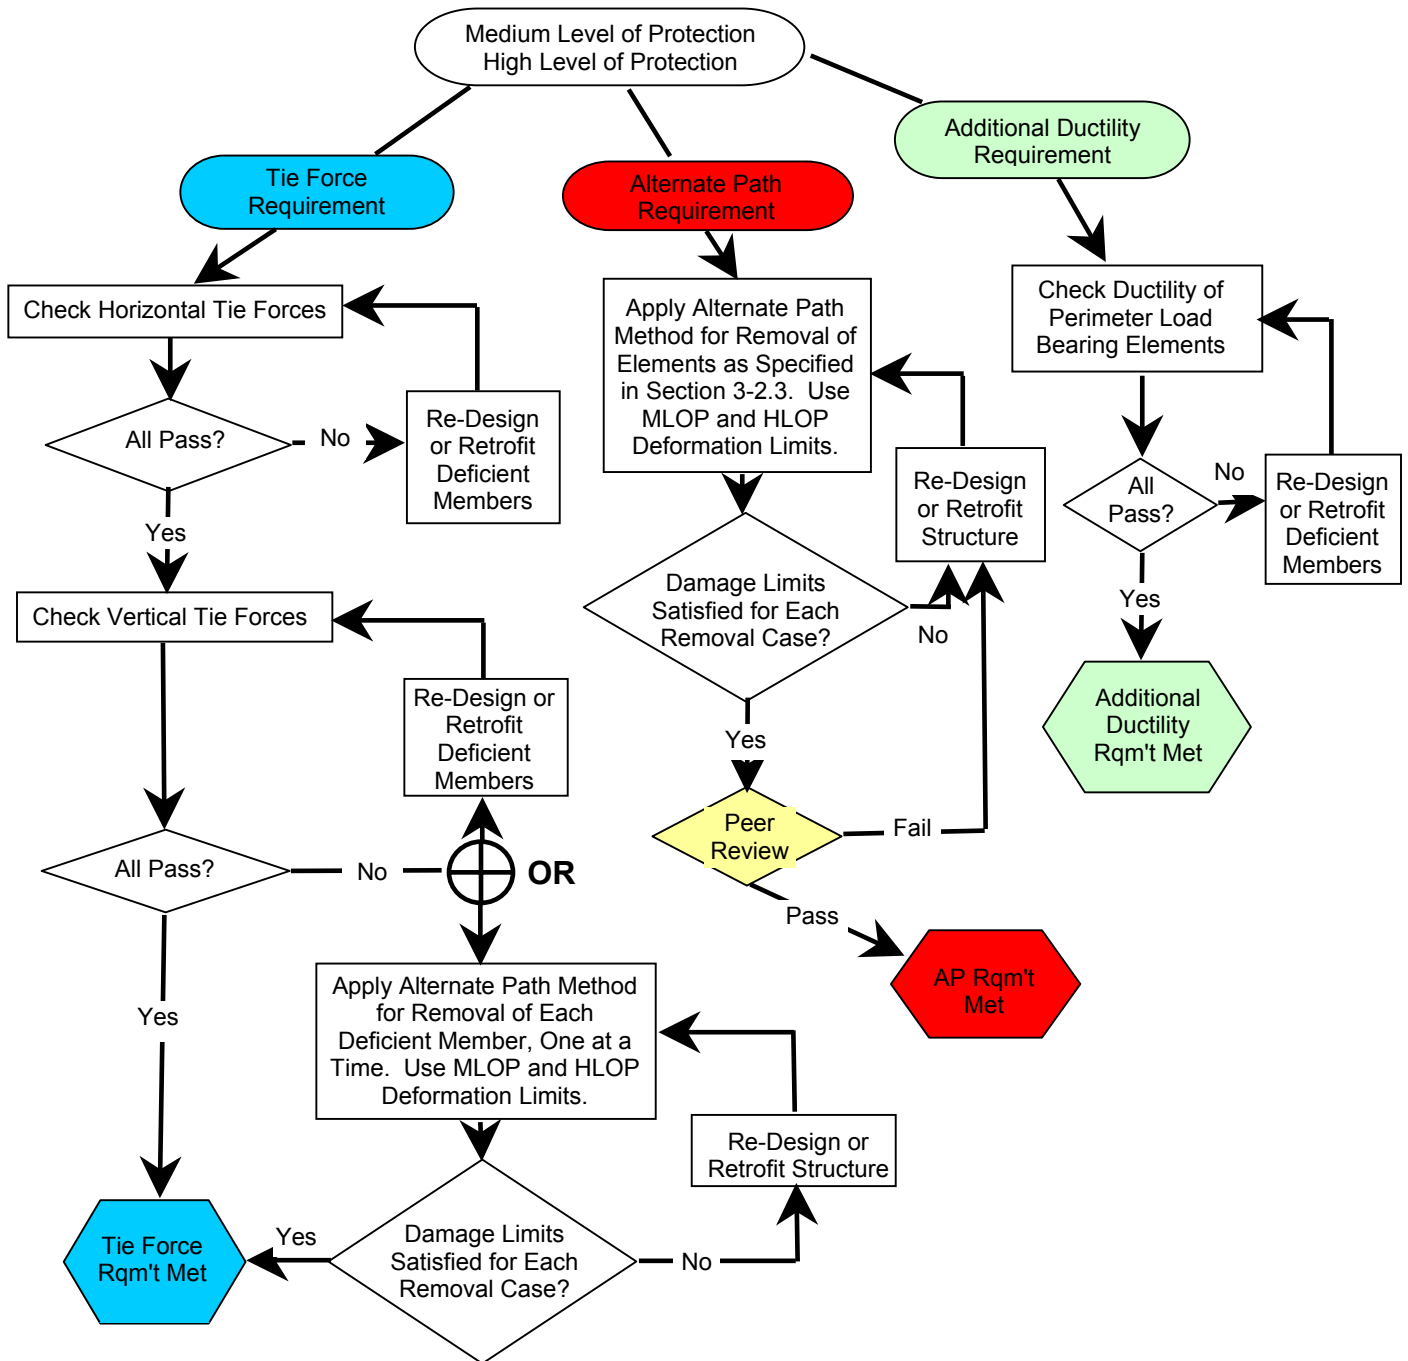 Medium Level of Protection
High Level of Protection
Tie Force
Requirement
Alternate Path
Requirement
Additional Ductility
Requirement
Check Horizontal Tie Forces
All Pass?
No
Re-Design
or Retrofit
Deficient
Members
Yes
Check Vertical Tie Forces
Re-Design or
Retrofit
Deficient
Members
All Pass?
No
OR
Yes
Apply Alternate Path Method
for Removal of Each
Deficient Member, One at a
Time.  Use MLOP and HLOP
Deformation Limits.
Re-Design or
Retrofit Structure
Damage Limits
Satisfied for Each
Removal Case?
No
Yes
Tie Force
Rqm't Met
Apply Alternate Path
Method for Removal of
Elements as Specified
in Section 3-2.3.  Use
MLOP and HLOP
Deformation Limits.
Re-Design
or Retrofit
Structure
Damage Limits
Satisfied for Each
Removal Case?
No
Yes
Peer
Review
Fail
Pass
AP Rqm't
Met
Check Ductility of
Perimeter Load
Bearing Elements
All
Pass?
No
Re-Design
or Retrofit
Deficient
Members
Yes
Additional
Ductility
Rqm't Met